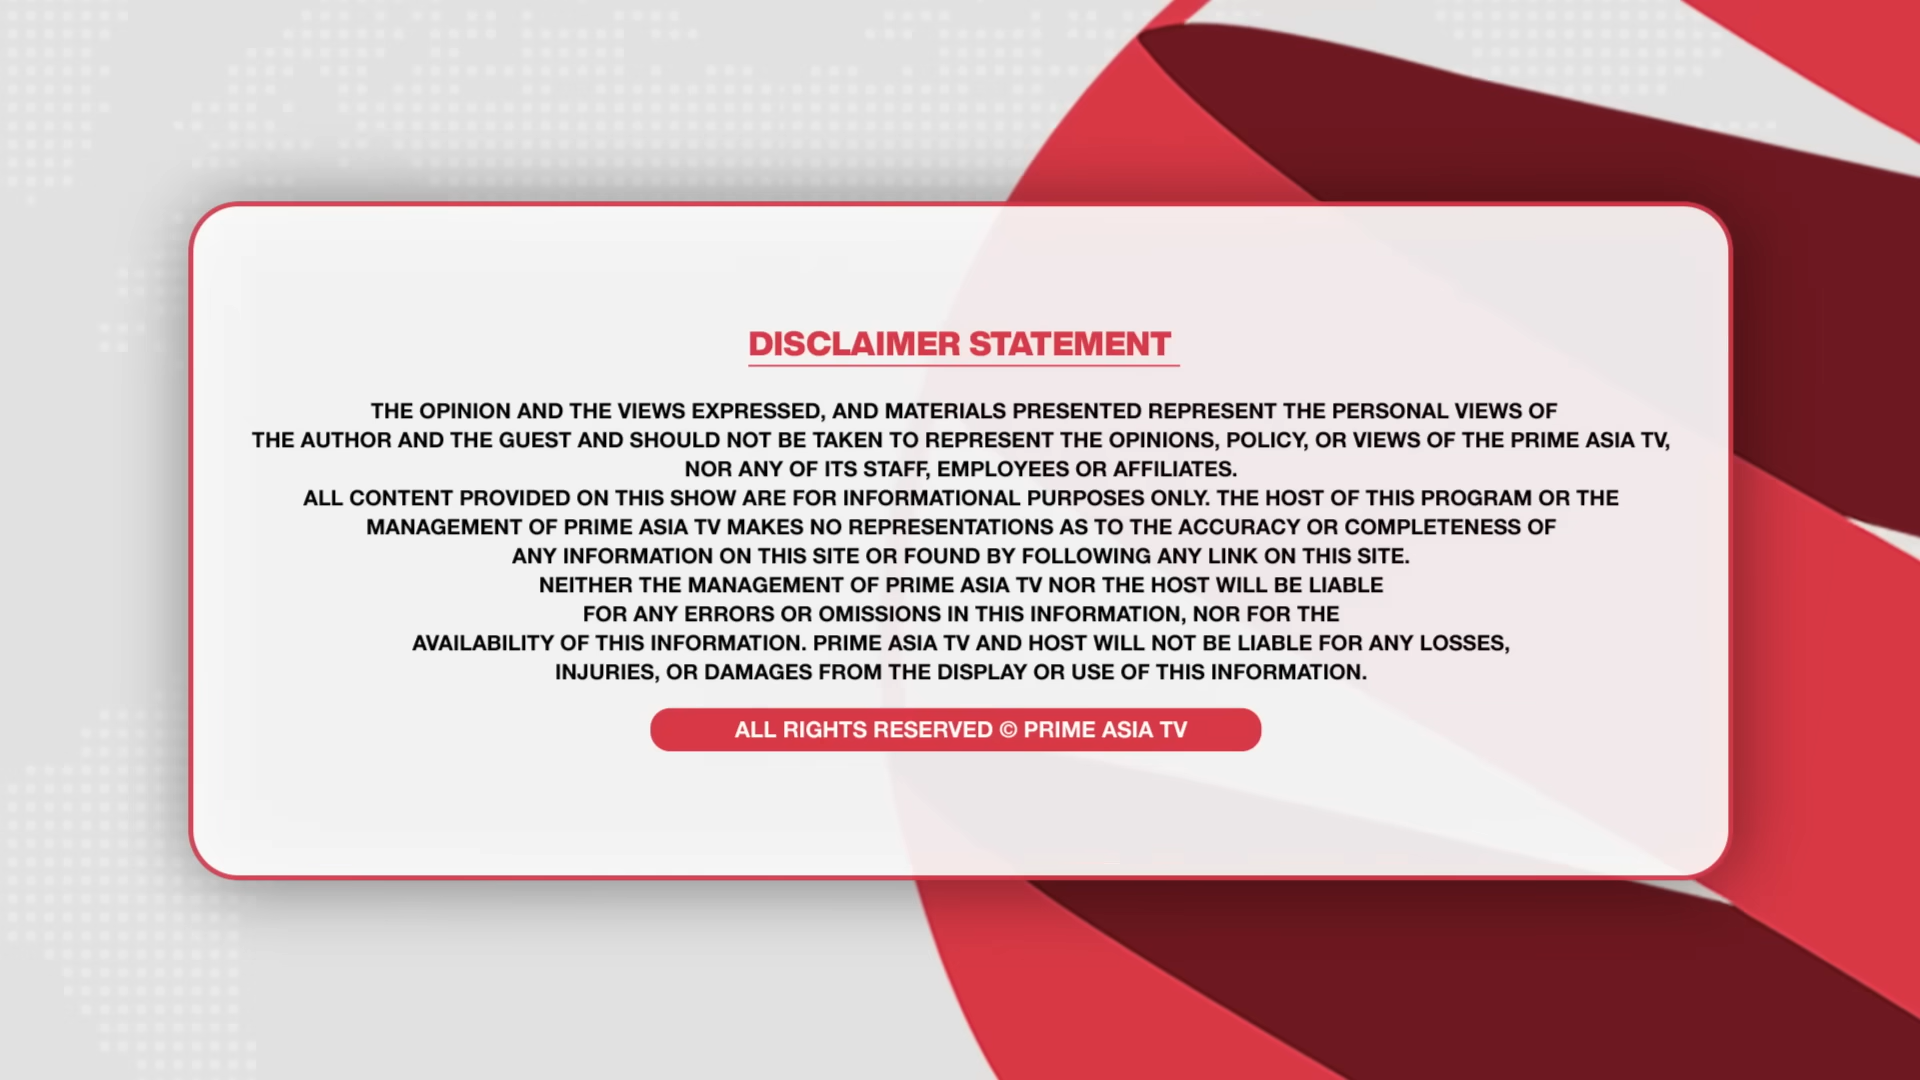 DISCLAIMER STATEMENT
THE OPINION AND THE VIEWS EXPRESSED, AND MATERIALS PRESENTED REPRESENT THE PERSONAL VIEWS OF
THE AUTHOR AND THE GUEST AND SHOULD NOT BE TAKEN TO REPRESENT THE OPINIONS, POLICY, OR VIEWS OF THE PRIME ASIA TV,
NOR ANY OF ITS STAFF, EMPLOYEES OR AFFILIATES.
ALL CONTENT PROVIDED ON THIS SHOW ARE FOR INFORMATIONAL PURPOSES ONLY. THE HOST OF THIS PROGRAM OR THE
MANAGEMENT OF PRIME ASIA TV MAKES NO REPRESENTATIONS AS TO THE ACCURACY OR COMPLETENESS OF
ANY INFORMATION ON THIS SITE OR FOUND BY FOLLOWING ANY LINK ON THIS SITE.
NEITHER THE MANAGEMENT OF PRIME ASIA TV NOR THE HOST WILL BE LIABLE
FOR ANY ERRORS OR OMISSIONS IN THIS INFORMATION, NOR FOR THE
AVAILABILITY OF THIS INFORMATION. PRIME ASIA TV AND HOST WILL NOT BE LIABLE FOR ANY LOSSES,
INJURIES, OR DAMAGES FROM THE DISPLAY OR USE OF THIS INFORMATION.
ALL RIGHTS RESERVED © PRIME ASIA TV